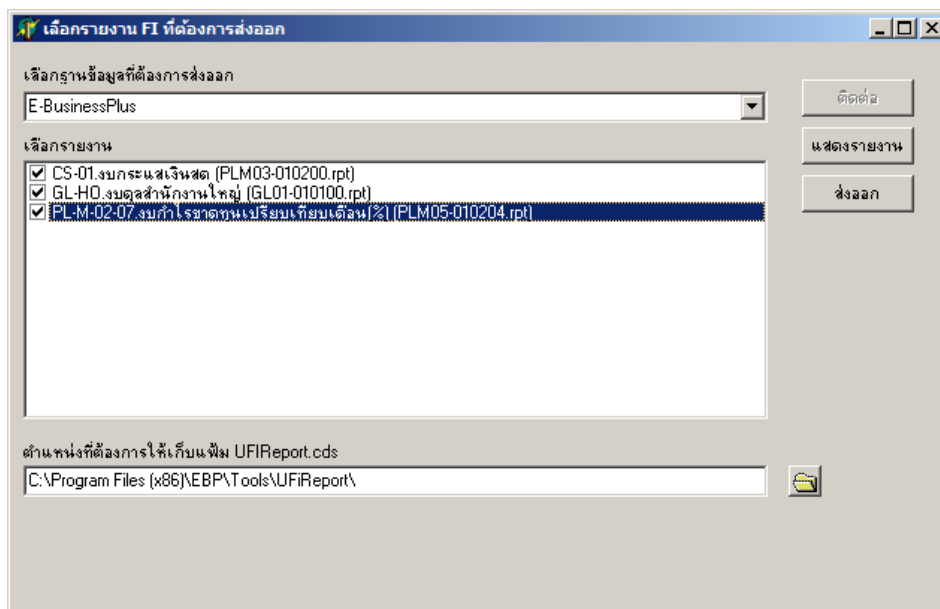 เลือกรายงาน FI ที่ต้องการส่งออก
เลือกฐานข้อมูลที่ต้องการส่งออก
E-BusinessPlus
ติดต่อ
เลือกรายงาน
แสดงรายงาน
CS-01.งบกระแสเงินสด (PLM03-010200.rpt)
GL-HO.งบดุลสำนักงานใหญ่ (GL01-010100.rpt)
ส่งออก
PL-M-02-07.งบกำไรขาดทุนเปรียบเทียบเดือน(%) (PLM05-010204.rpt)
ตำแหน่งที่ต้องการให้เก็บแฟ้ม UFIReport.cds
C:\Program Files (x86)\EBP\Tools\UFiReport\